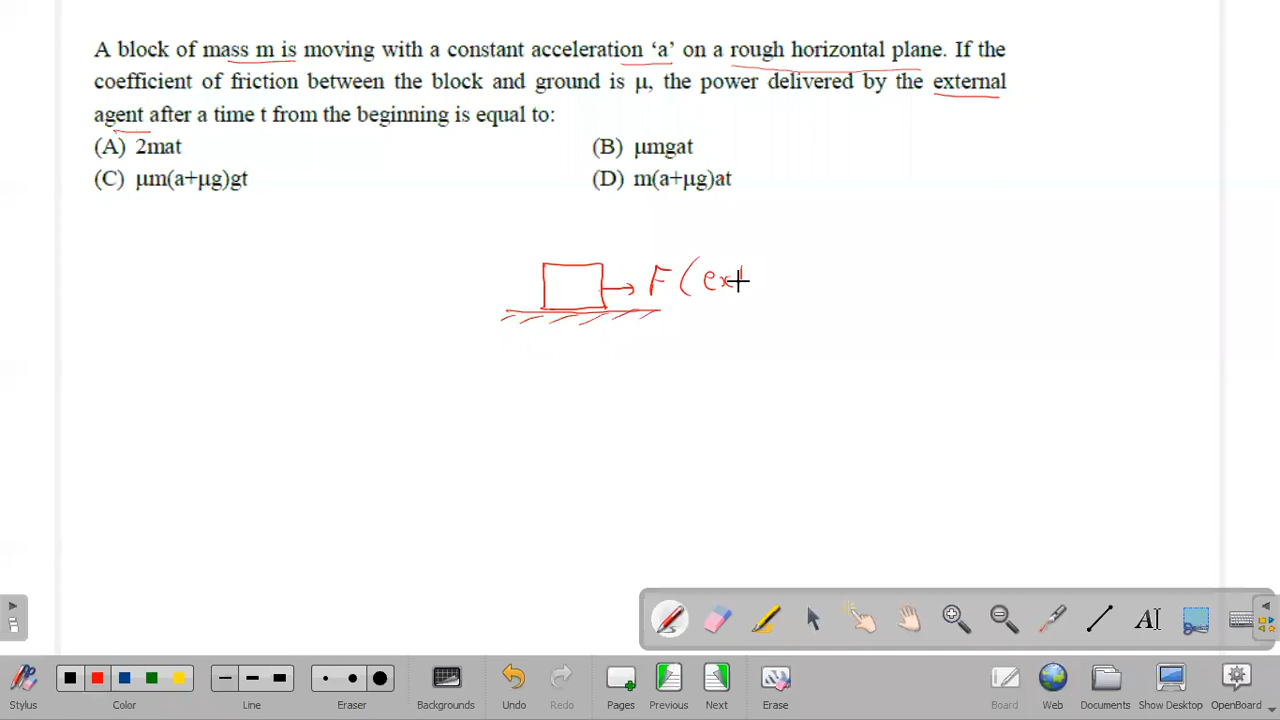 A block of mass m is moving with a constant acceleration ‘a’ on a rough horizontal plane. If the
coefficient of friction between the block and ground is μ, the power delivered by the external
agent after a time t from the beginning is equal to:
(A) 2mat (B) μmgat
(C) μm(a+μg)gt (D) m(a+μg)at
F (ext
Stylus Color Line Eraser Backgrounds Undo Redo Pages Previous Next Erase Board Web Documents Show Desktop OpenBoard